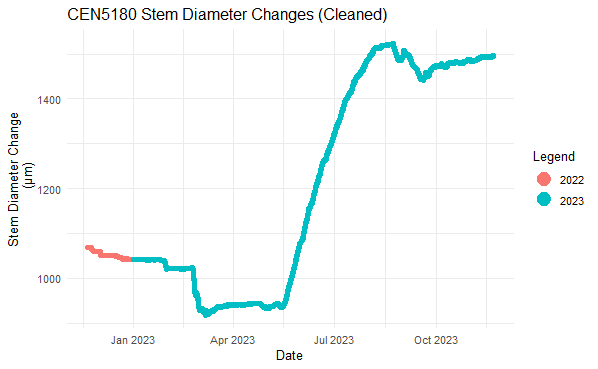 CEN5180 Stem Diameter Changes (Cleaned)
Stem Diameter Change
(µm)
1400
1200
1000
Jan 2023
Apr 2023
Jul 2023
Oct 2023
Date
Legend
2022
2023